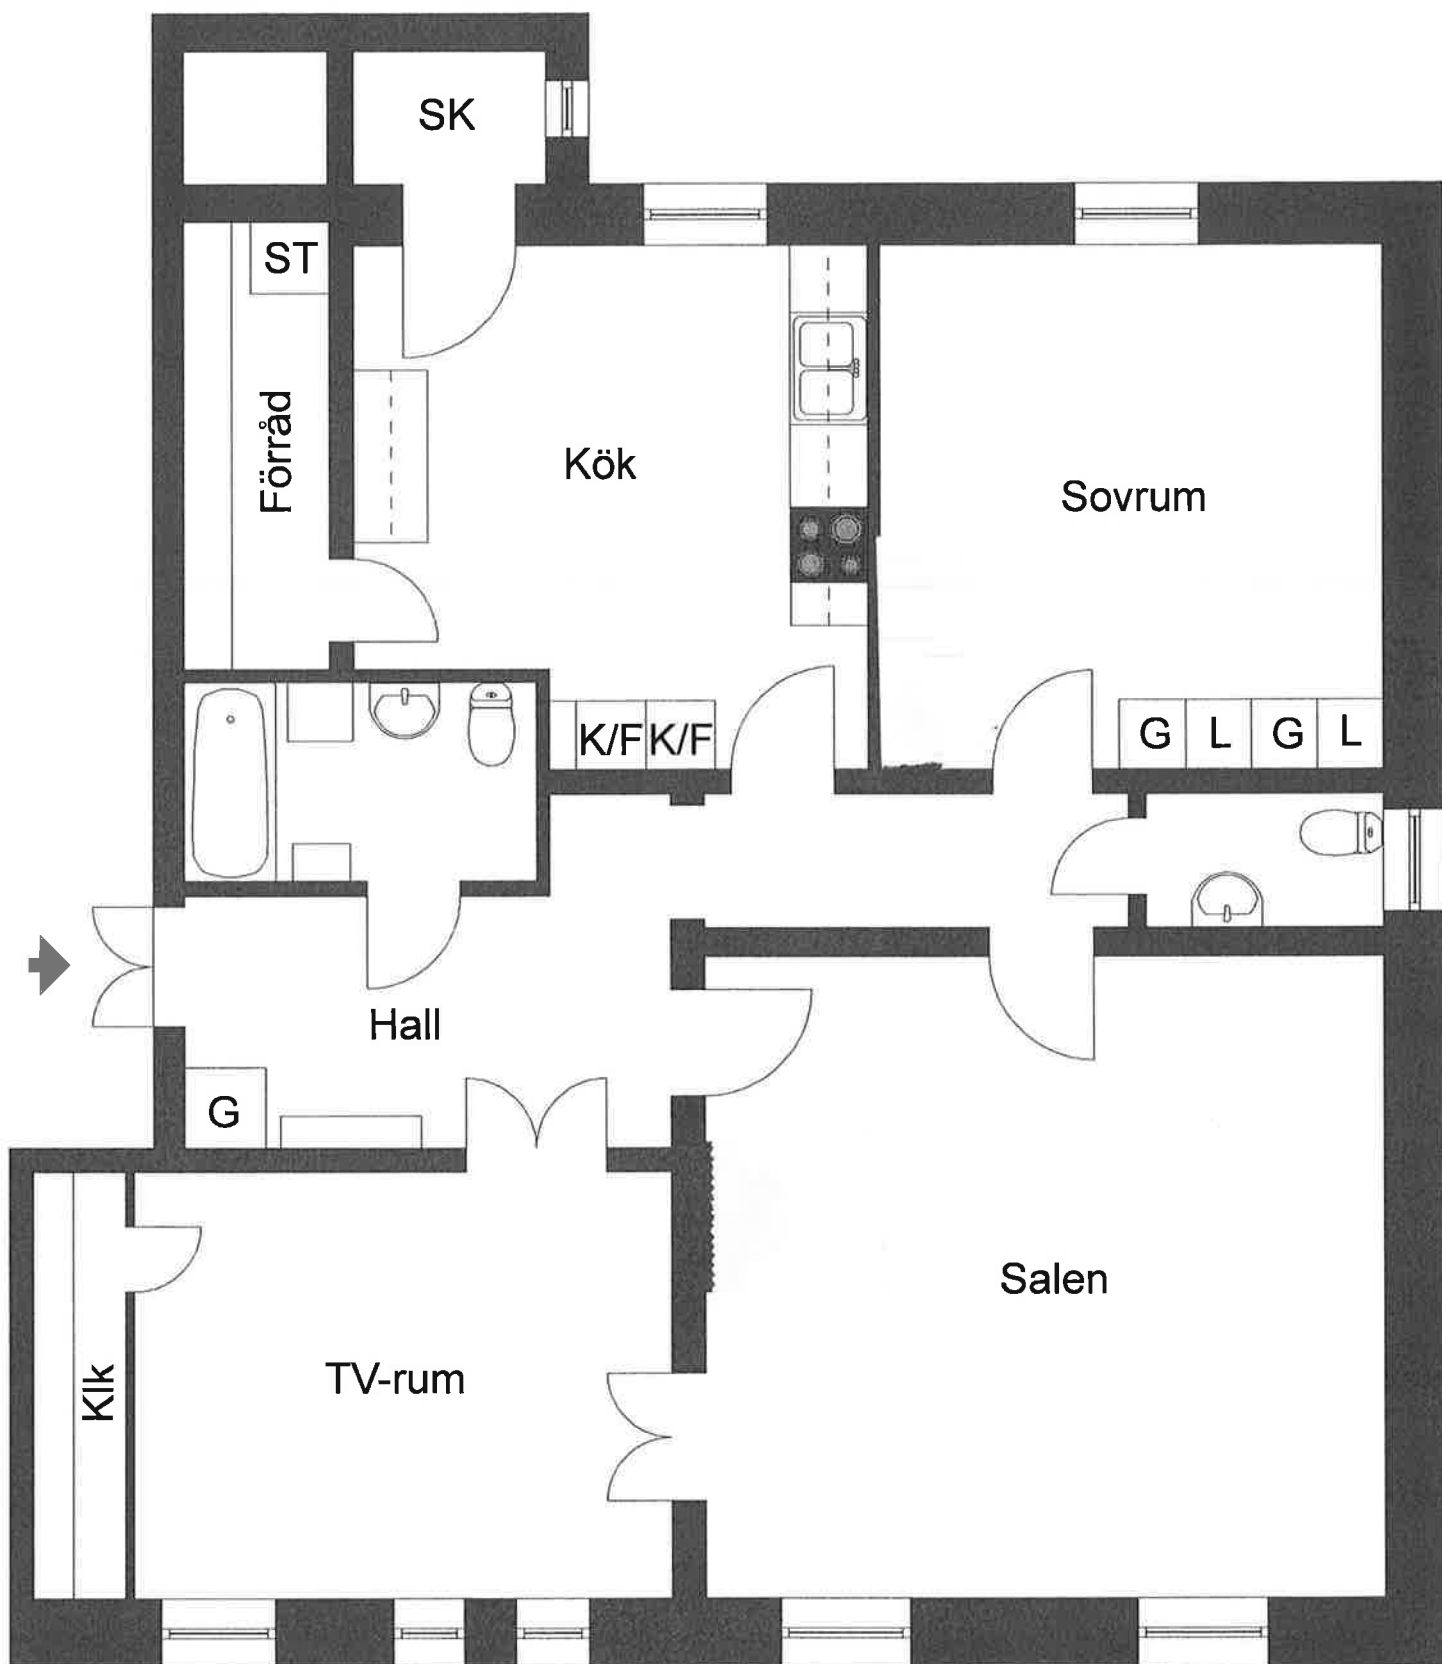 SK
ST
Förråd
Kök
Sovrum
K/F K/F
G L G L
Hall
G
Klk
TV-rum
Salen